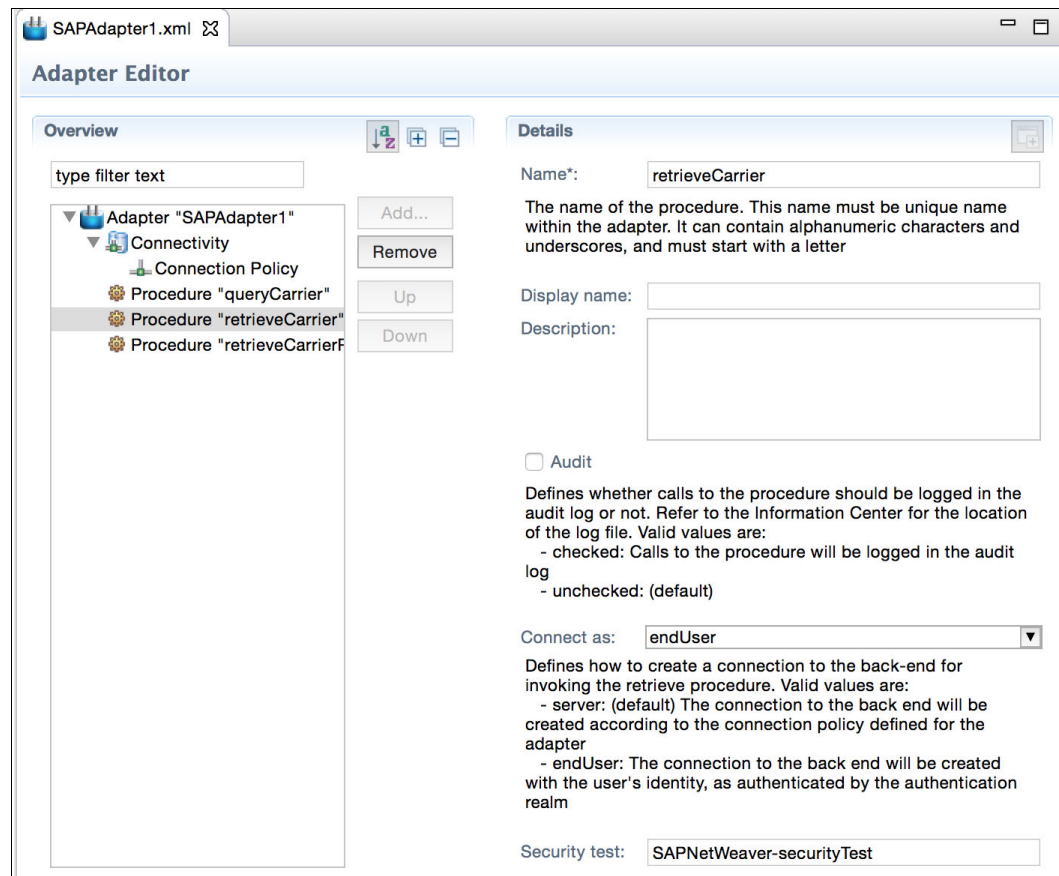 SAPAdapter1.xml
Adapter Editor
Overview
type filter text
Adapter "SAPAdapter1"
Connectivity
Connection Policy
Procedure "queryCarrier"
Procedure "retrieveCarrier"
Procedure "retrieveCarrierF
Add...
Remove
Up
Down
Details
Name*:
retrieveCarrier
The name of the procedure. This name must be unique name
within the adapter. It can contain alphanumeric characters and
underscores, and must start with a letter
Display name:
Description:
Audit
Defines whether calls to the procedure should be logged in the
audit log or not. Refer to the Information Center for the location
of the log file. Valid values are:
- checked: Calls to the procedure will be logged in the audit
log
- unchecked: (default)
Connect as:
endUser
Defines how to create a connection to the back-end for
invoking the retrieve procedure. Valid values are:
- server: (default) The connection to the back end will be
created according to the connection policy defined for the
adapter
- endUser: The connection to the back end will be created
with the user's identity, as authenticated by the authentication
realm
Security test:
SAPNetWeaver-securityTest